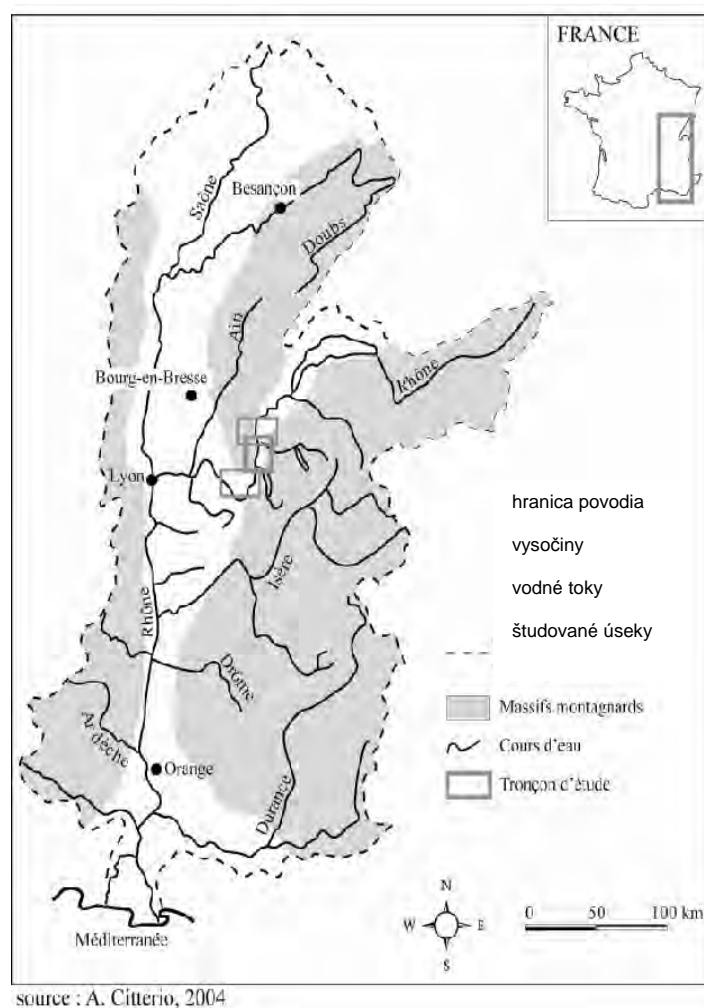 FRANCE
Saône
Besançon
Doubs
Ain
Bourg-en-Bresse
Rhône
Lyon
hranica povodia
vysočiny
vodné toky
študované úseky
Isère
Rhône
Drôme
Ardèche
Orange
Durance
Massifs montagnards
Cours d'eau
Tronçon d'étude
Méditerranée
N
W E
S
0 50 100 km
source : A. Citterio, 2004